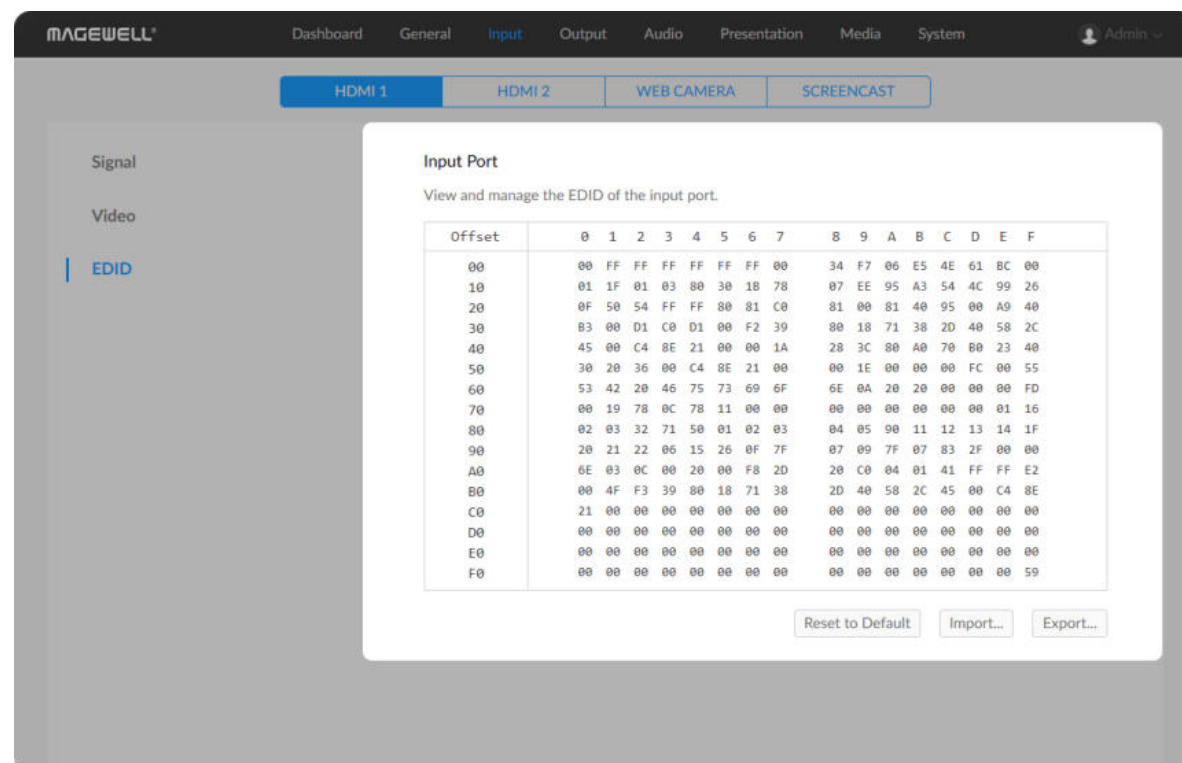 MAGEWELL® Dashboard General Input Output Audio Presentation Media System Admin
HDMI 1 HDMI 2 WEB CAMERA SCREENCAST
Signal
Video
EDID
Input Port
View and manage the EDID of the input port.
Offset 0 1 2 3 4 5 6 7 8 9 A B C D E F
00 00 FF FF FF FF FF FF 00 34 F7 06 E5 4E 61 BC 00
10 01 1F 01 03 80 30 18 78 07 EE 95 A3 54 4C 99 26
20 0F 50 54 FF FF 80 81 C0 81 00 81 40 95 00 A9 40
30 B3 00 D1 C0 D1 00 F2 39 80 18 71 38 2D 40 58 2C
40 45 00 C4 8E 21 00 00 1A 28 3C 80 A0 70 B0 23 40
50 30 20 36 00 C4 8E 21 00 00 1E 00 00 00 FC 00 55
60 53 42 20 46 75 73 69 6F 6E 0A 20 20 00 00 00 FD
70 00 19 78 0C 78 11 00 00 00 00 00 00 00 00 01 16
80 02 03 32 71 50 01 02 03 04 05 90 11 12 13 14 1F
90 20 21 22 06 15 26 0F 7F 07 09 7F 07 83 2F 00 00
A0 6E 03 0C 00 20 00 F8 2D 20 C0 04 01 41 FF FF E2
B0 00 4F F3 39 80 18 71 38 2D 40 58 2C 45 00 C4 8E
C0 21 00 00 00 00 00 00 00 00 00 00 00 00 00 00 00
D0 00 00 00 00 00 00 00 00 00 00 00 00 00 00 00 00
E0 00 00 00 00 00 00 00 00 00 00 00 00 00 00 00 00
F0 00 00 00 00 00 00 00 00 00 00 00 00 00 00 00 59
Reset to Default Import... Export...